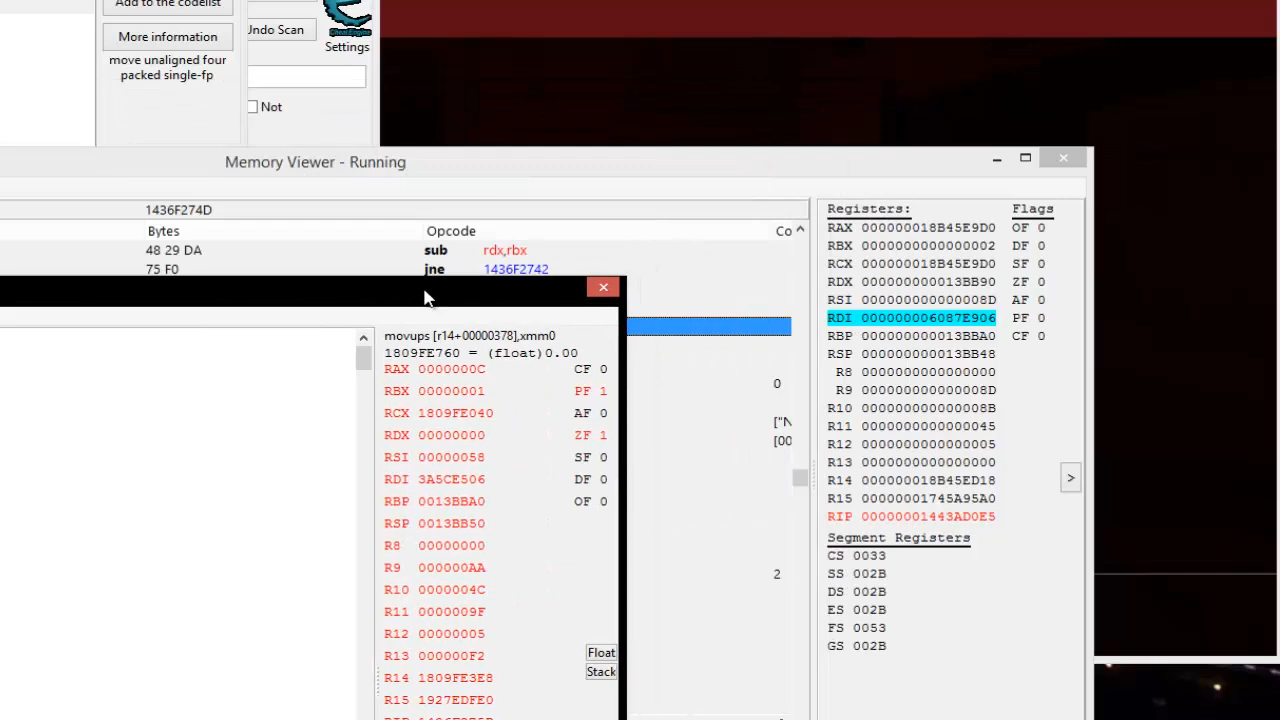 Add to the codelist
More information
move unaligned four
packed single-fp
Undo Scan
Cheat Engine
Settings
Not
Memory Viewer - Running
1436F274D
Bytes Opcode Co
48 29 DA sub rdx,rbx
75 F0 jne 1436F2742
0
["N
[00
2
movups [r14+00000378],xmm0
1809FE760 = (float)0.00
RAX 0000000C CF 0
RBX 00000001 PF 1
RCX 1809FE040 AF 0
RDX 00000000 ZF 1
RSI 00000058 SF 0
RDI 3A5CE506 DF 0
RBP 0013BBA0 OF 0
RSP 0013BB50
R8 00000000
R9 000000AA
R10 0000004C
R11 0000009F
R12 00000005
R13 000000F2
R14 1809FE3E8
R15 1927EDFE0
Float
Stack
Registers: Flags
RAX 000000018B45E9D0 OF 0
RBX 0000000000000002 DF 0
RCX 000000018B45E9D0 SF 0
RDX 000000000013BB90 ZF 0
RSI 000000000000008D AF 0
RDI 000000006087E906 PF 0
RBP 000000000013BBA0 CF 0
RSP 000000000013BB48
R8 0000000000000000
R9 000000000000008D
R10 000000000000008B
R11 0000000000000045
R12 0000000000000005
R13 0000000000000000
R14 000000018B45ED18
R15 00000001745A95A0
RIP 00000001443AD0E5
>
Segment Registers
CS 0033
SS 002B
DS 002B
ES 002B
FS 0053
GS 002B